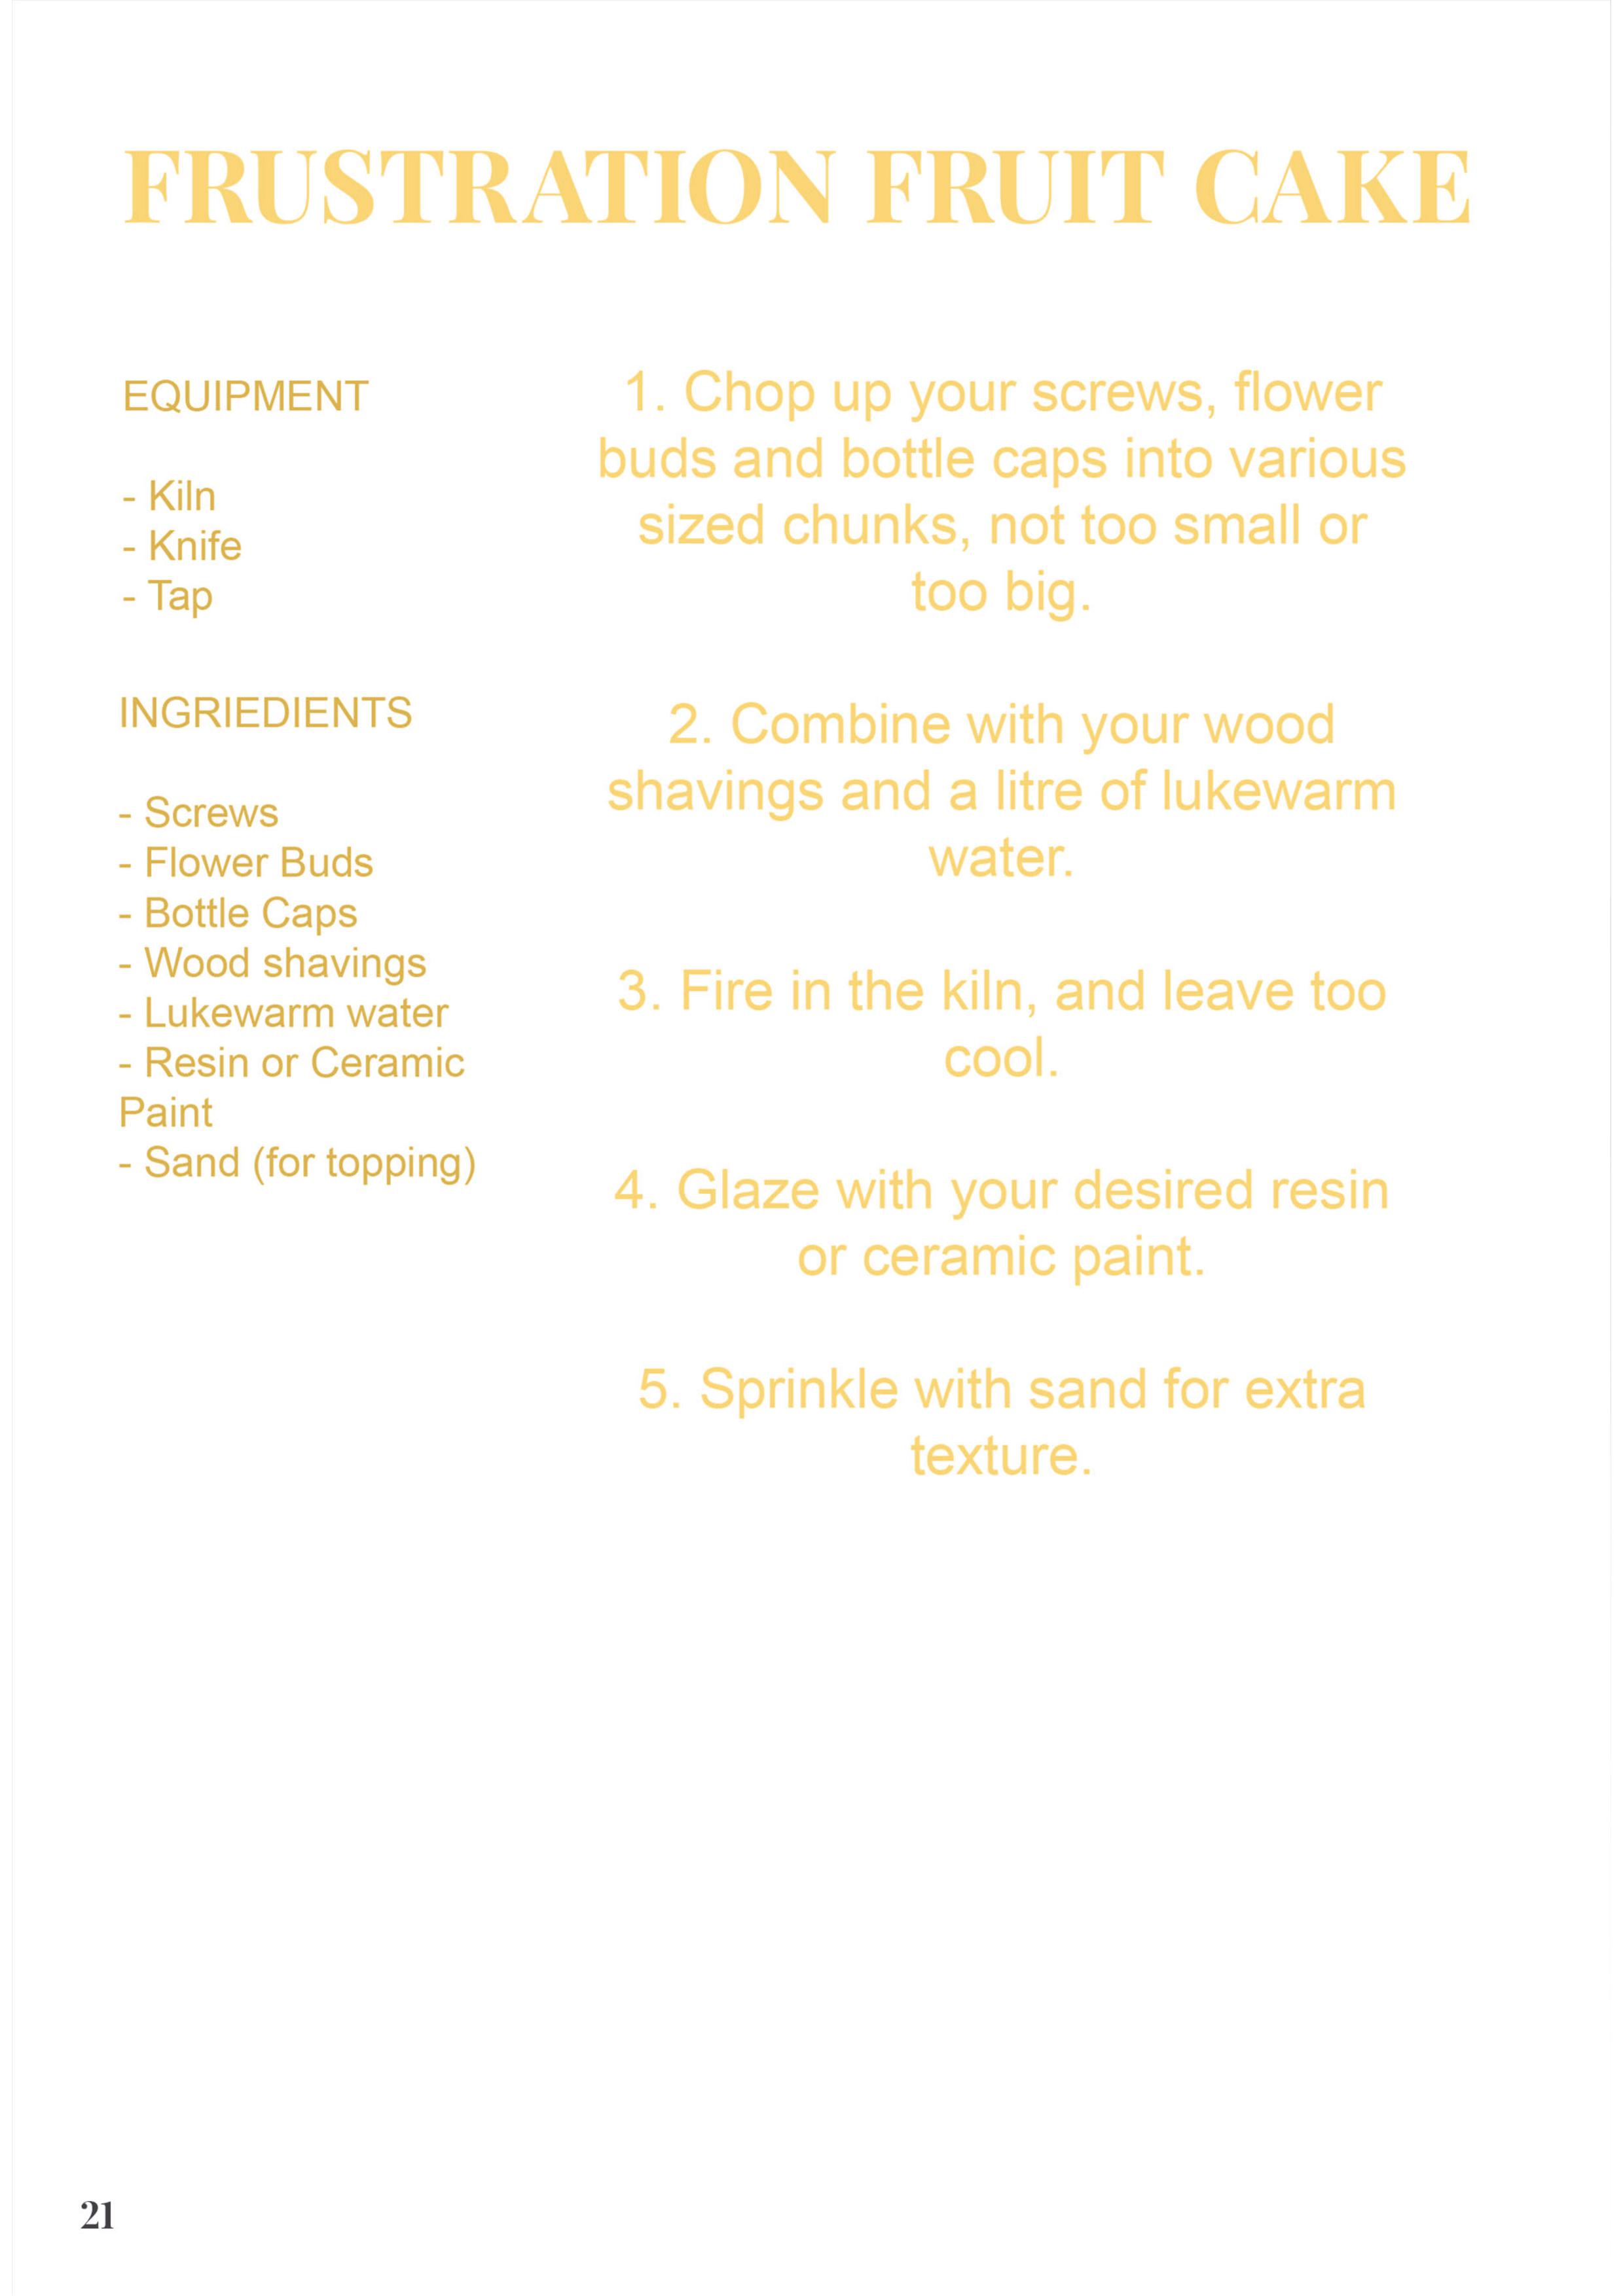 FRUSTRATION FRUIT CAKE
EQUIPMENT
- Kiln
- Knife
- Tap
INGRIEDIENTS
- Screws
- Flower Buds
- Bottle Caps
- Wood shavings
- Lukewarm water
- Resin or Ceramic
Paint
- Sand (for topping)
1. Chop up your screws, flower
buds and bottle caps into various
sized chunks, not too small or
too big.
2. Combine with your wood
shavings and a litre of lukewarm
water.
3. Fire in the kiln, and leave too
cool.
4. Glaze with your desired resin
or ceramic paint.
5. Sprinkle with sand for extra
texture.
21